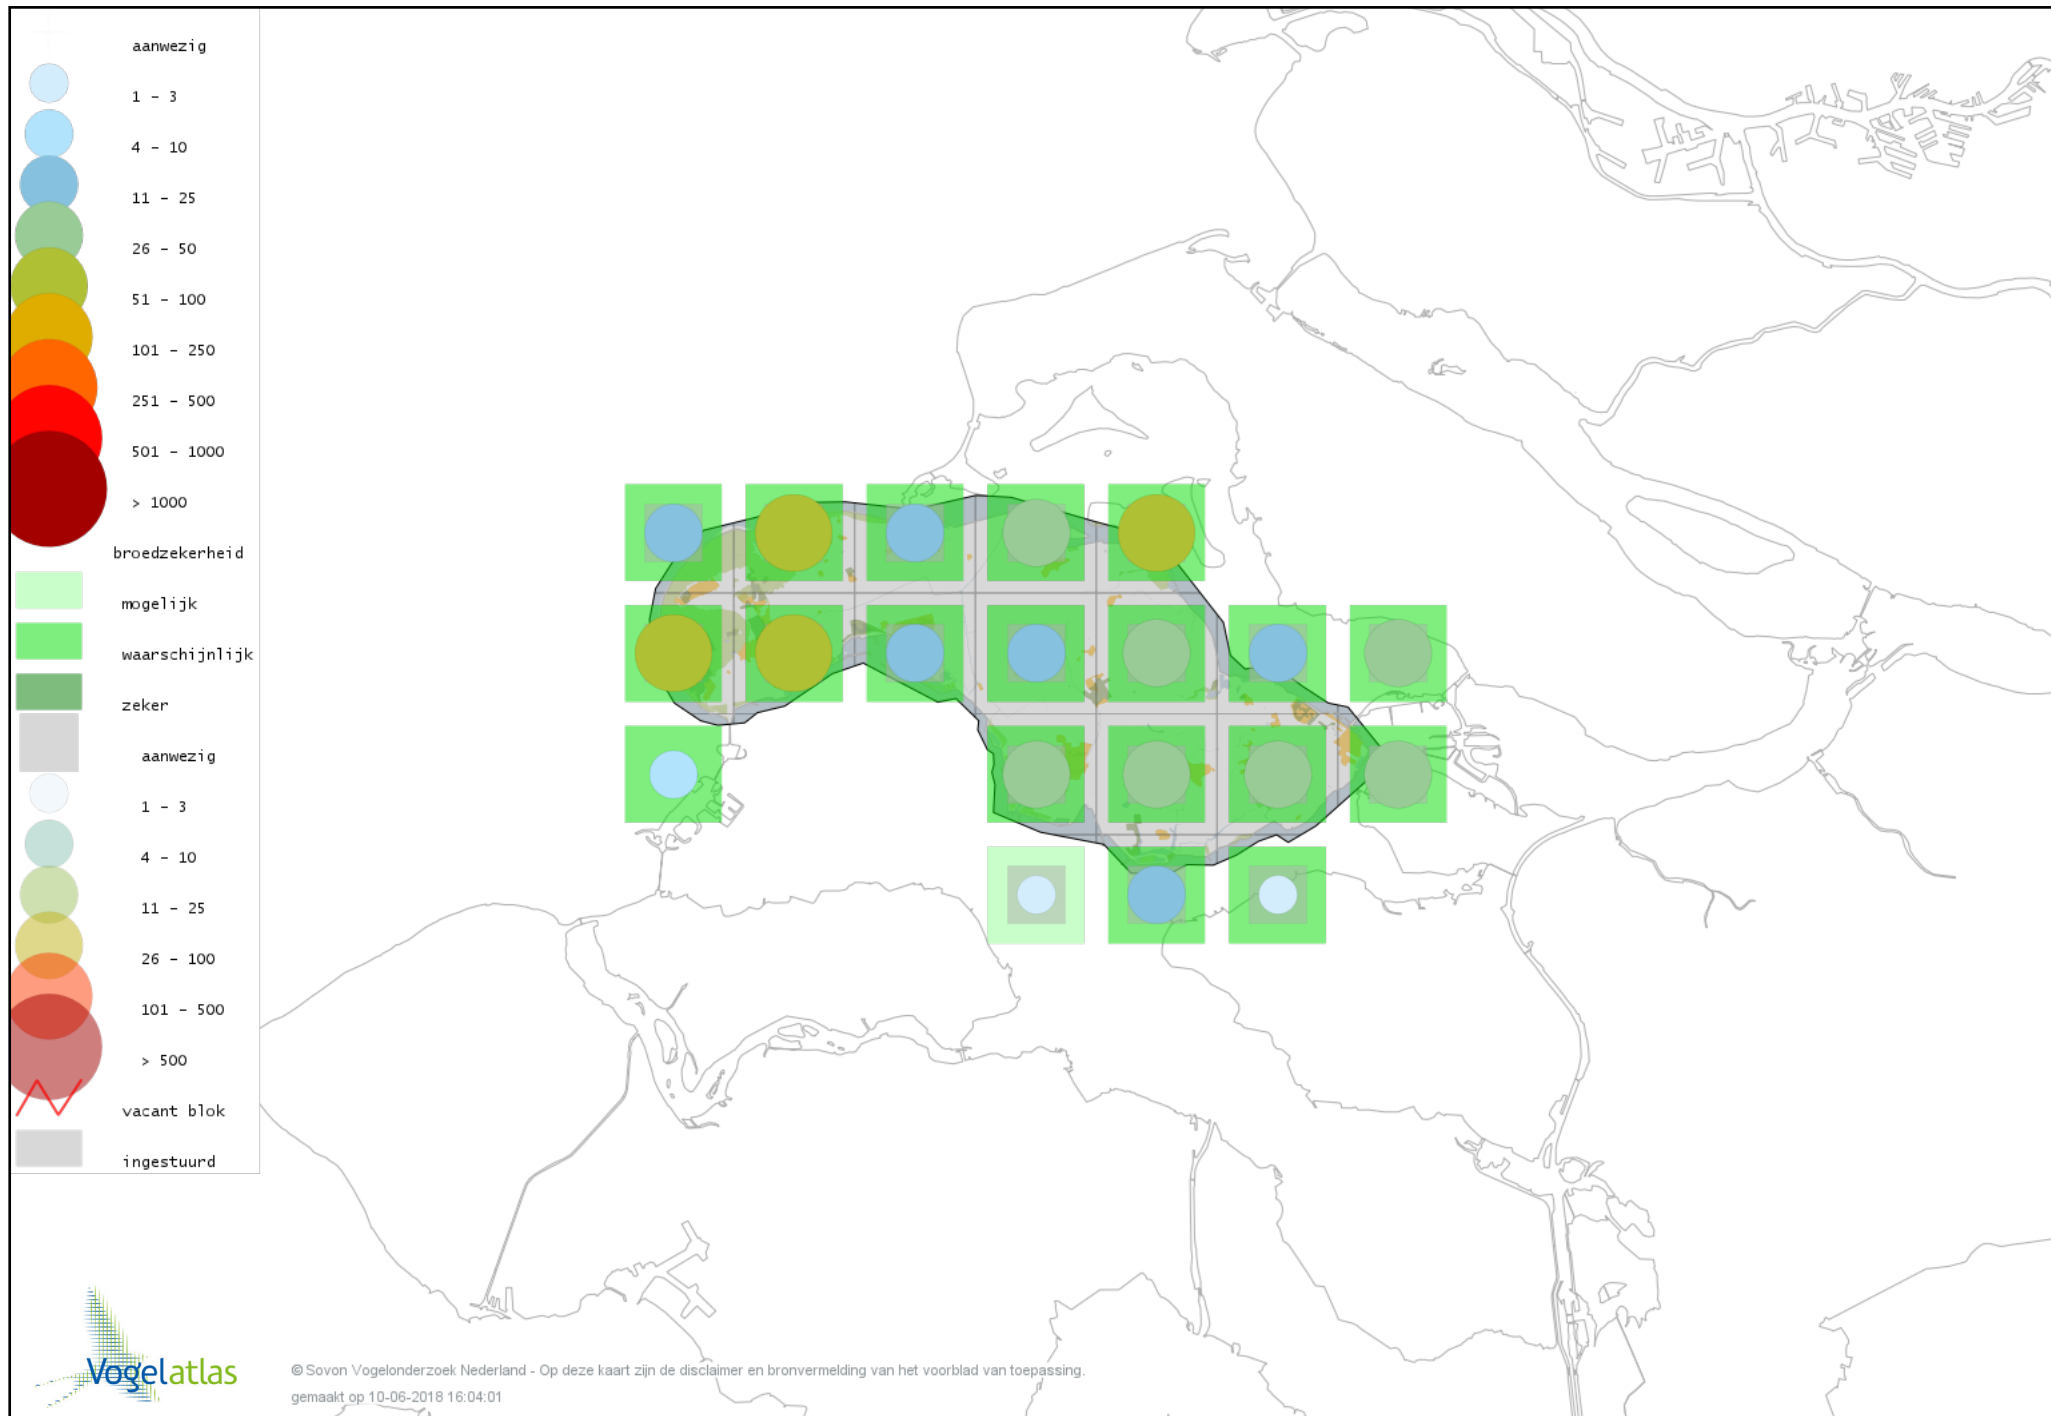 aanwezig
1 - 3
4 - 10
11 - 25
26 - 50
51 - 100
101 - 250
251 - 500
501 - 1000
> 1000
broedzekerheid
mogelijk
waarschijnlijk
zeker
aanwezig
1 - 3
4 - 10
11 - 25
26 - 100
101 - 500
> 500
vacant blok
ingestuurd
Vogelatlas
© Sovon Vogelonderzoek Nederland - Op deze kaart zijn de disclaimer en bronvermelding van het voorblad van toepassing.
gemaakt op 10-06-2018 16:04:01